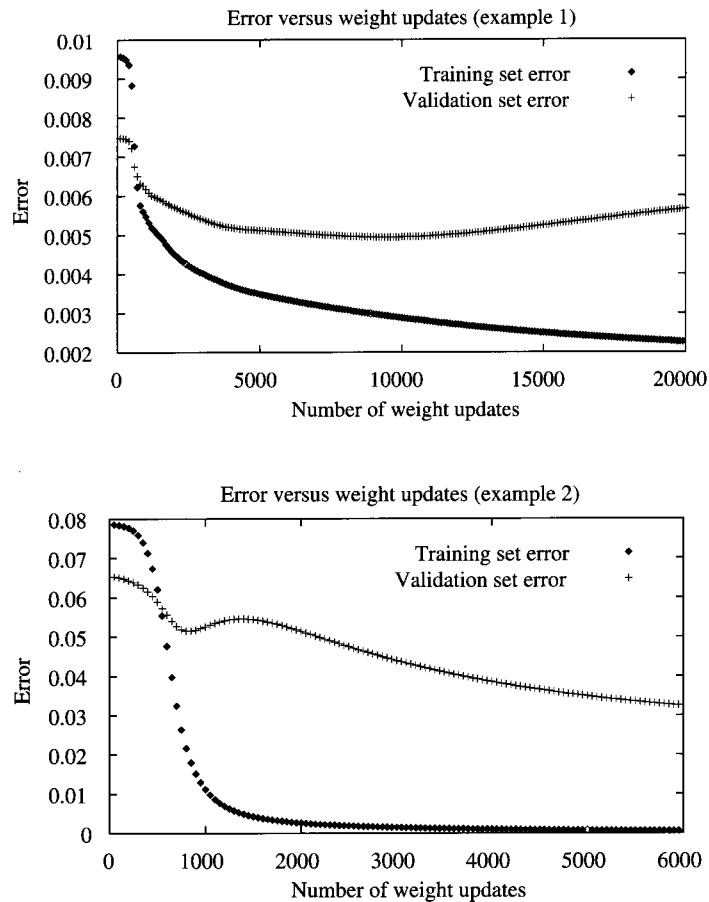 Error versus weight updates (example 1)
0.01
0.009
0.008
0.007
0.006
0.005
0.004
0.003
0.002
Error
Training set error
Validation set error
0 5000 10000 15000 20000
Number of weight updates
Error versus weight updates (example 2)
0.08
0.07
0.06
0.05
0.04
0.03
0.02
0.01
0
Error
Training set error
Validation set error
0 1000 2000 3000 4000 5000 6000
Number of weight updates